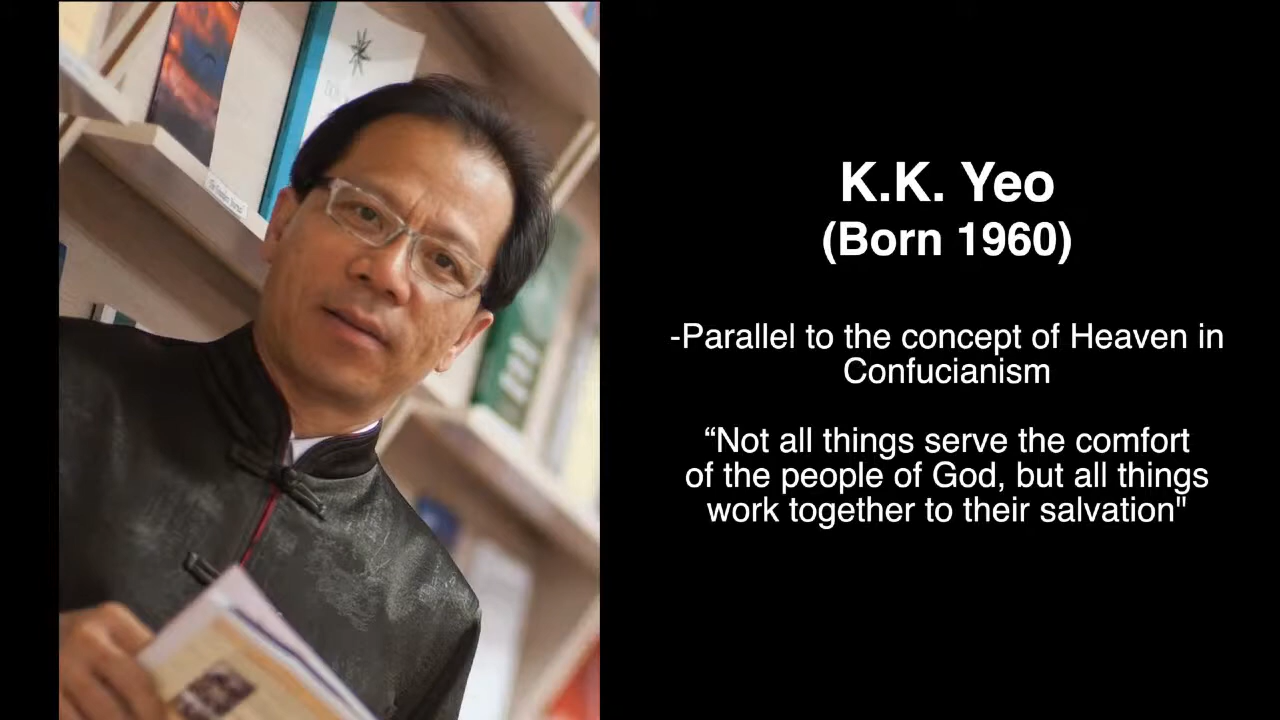 K.K. Yeo
(Born 1960)
-Parallel to the concept of Heaven in
Confucianism
“Not all things serve the comfort
of the people of God, but all things
work together to their salvation"